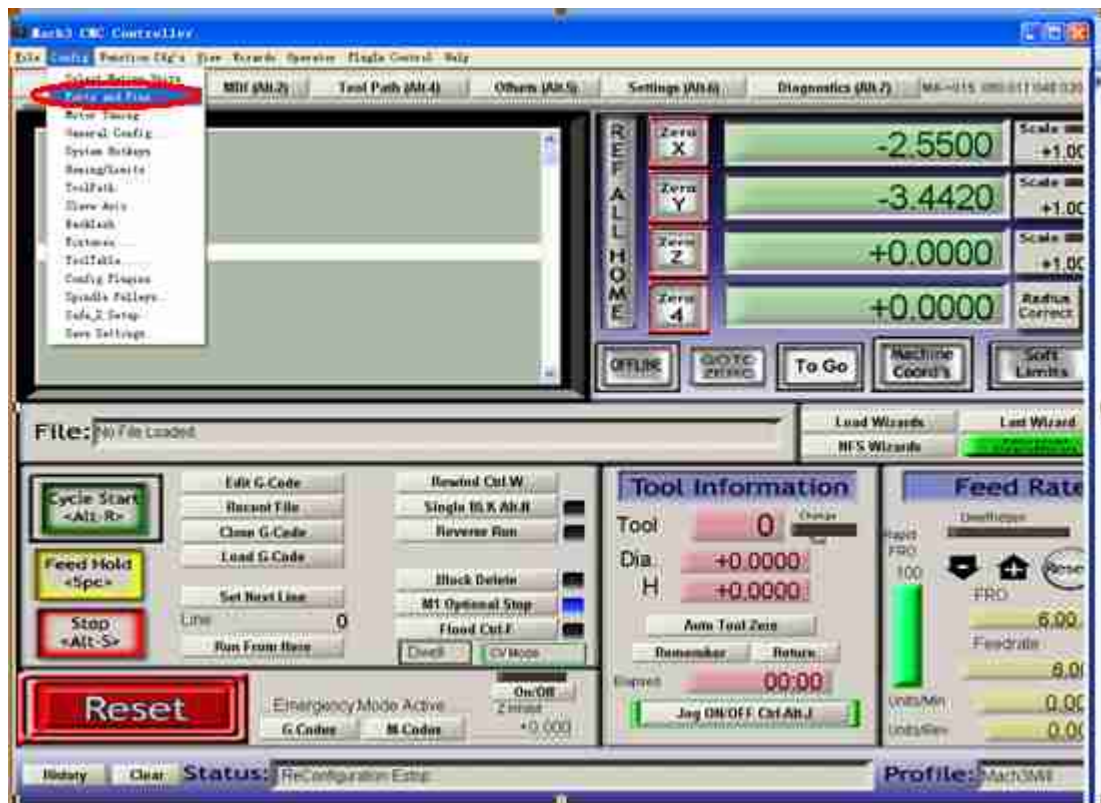 Mach3 CNC Controller
File Config Function Cfg's View Wizards Operator PlugIn Control Help
Select Native Units
Ports and Pins
Motor Tuning
General Config
System Hotkeys
Homing/Limits
ToolPath
Slave Axis
Backlash
Fixtures
ToolTable
Config Plugins
Spindle Pulleys
Safe_Z Setup
Save Settings
MDI (Alt.2) Tool Path (Alt.4) Others (Alt.5) Settings (Alt.6) Diagnostics (Alt.7)
REF ALL HOME
Zero X -2.5500 Scale +1.00
Zero Y -3.4420 Scale +1.00
Zero Z +0.0000 Scale +1.00
Zero 4 +0.0000 Radius Correct
OFFLINE GOTO ZERO To Go Machine Coord's Soft Limits
File: No File Loaded.
Load Wizards Last Wizard
NFS Wizards
Cycle Start <Alt-R>
Feed Hold <Spc>
Stop <Alt-S>
Edit G-Code
Recent File
Close G-Code
Load G-Code
Set Next Line
Line: 0
Run From Here
Rewind Ctrl.W
Single BLK Alt.N
Reverse Run
Block Delete
M1 Optional Stop
Flood Ctrl.F
Dwell CV Mode
Reset
Emergency Mode Active
G-Codes M-Codes
On/Off
Z Inhibit
+0.000
Tool Information
Tool 0 Change Tool
Dia. +0.0000
H +0.0000
Auto Tool Zero
Remember Return
Elapsed 00:00
Jog ON/OFF Ctrl-Alt-J
Feed Rate
Rapid FRO
100
Reset
FRO
6.00
Feedrate
6.00
Units/Min 0.00
Units/Rev 0.00
History Clear Status: ReConfiguration Estop.
Profile: Mach3Mill